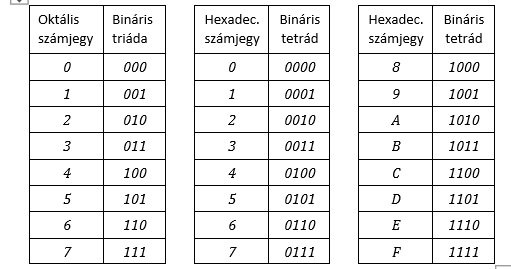 Oktális számjegy Bináris triáda
0 000
1 001
2 010
3 011
4 100
5 101
6 110
7 111
Hexadec. számjegy Bináris tetrád
0 0000
1 0001
2 0010
3 0011
4 0100
5 0101
6 0110
7 0111
Hexadec. számjegy Bináris tetrád
8 1000
9 1001
A 1010
B 1011
C 1100
D 1101
E 1110
F 1111